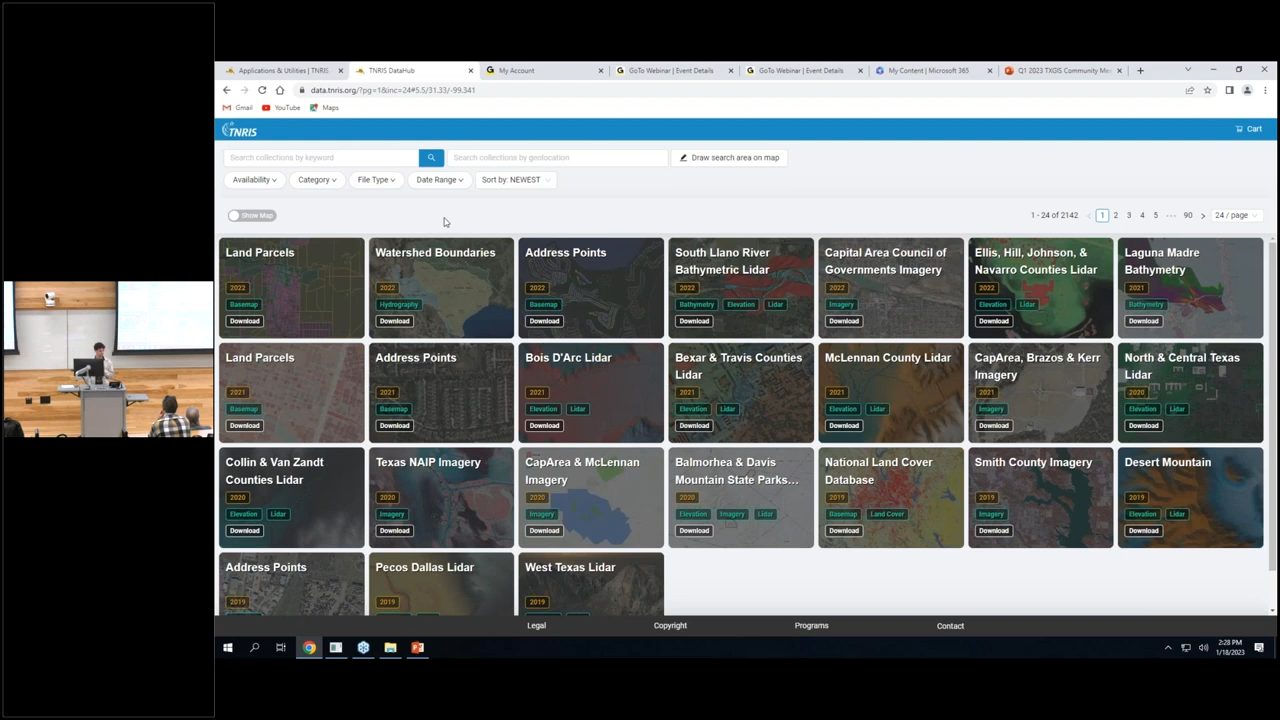 Applications & Utilities | TNRIS
TNRIS DataHub
My Account
GoTo Webinar | Event Details
GoTo Webinar | Event Details
My Content | Microsoft 365
Q1 2023 TXGIS Community Me
data.tnris.org/?pg=1&inc=24#5.5/31.33/-99.341
Gmail YouTube Maps
TNRIS
Cart
Search collections by keyword
Search collections by geolocation
Draw search area on map
Availability Category File Type Date Range Sort by: NEWEST
Show Map
1 - 24 of 2142 1 2 3 4 5 ••• 90 24 / page
Land Parcels
2022
Basemap
Download
Watershed Boundaries
2022
Hydrography
Download
Address Points
2022
Basemap
Download
South Llano River
Bathymetric Lidar
2022
Bathymetry Elevation Lidar
Download
Capital Area Council of
Governments Imagery
2022
Imagery
Download
Ellis, Hill, Johnson, &
Navarro Counties Lidar
2022
Elevation Lidar
Download
Laguna Madre
Bathymetry
2021
Bathymetry
Download
Land Parcels
2021
Basemap
Download
Address Points
2021
Basemap
Download
Bois D'Arc Lidar
2021
Elevation Lidar
Download
Bexar & Travis Counties
Lidar
2021
Elevation Lidar
Download
McLennan County Lidar
2021
Elevation Lidar
Download
CapArea, Brazos & Kerr
Imagery
2021
Imagery
Download
North & Central Texas
Lidar
2020
Elevation Lidar
Download
Collin & Van Zandt
Counties Lidar
2020
Elevation Lidar
Download
Texas NAIP Imagery
2020
Imagery
Download
CapArea & McLennan
Imagery
2020
Imagery
Download
Balmorhea & Davis
Mountain State Parks...
2020
Elevation Imagery Lidar
Download
National Land Cover
Database
2019
Basemap Land Cover
Download
Smith County Imagery
2019
Imagery
Download
Desert Mountain
2019
Elevation Lidar
Download
Address Points
2019
Pecos Dallas Lidar
2019
West Texas Lidar
2019
Legal Copyright Programs Contact
2:28 PM
1/18/2023